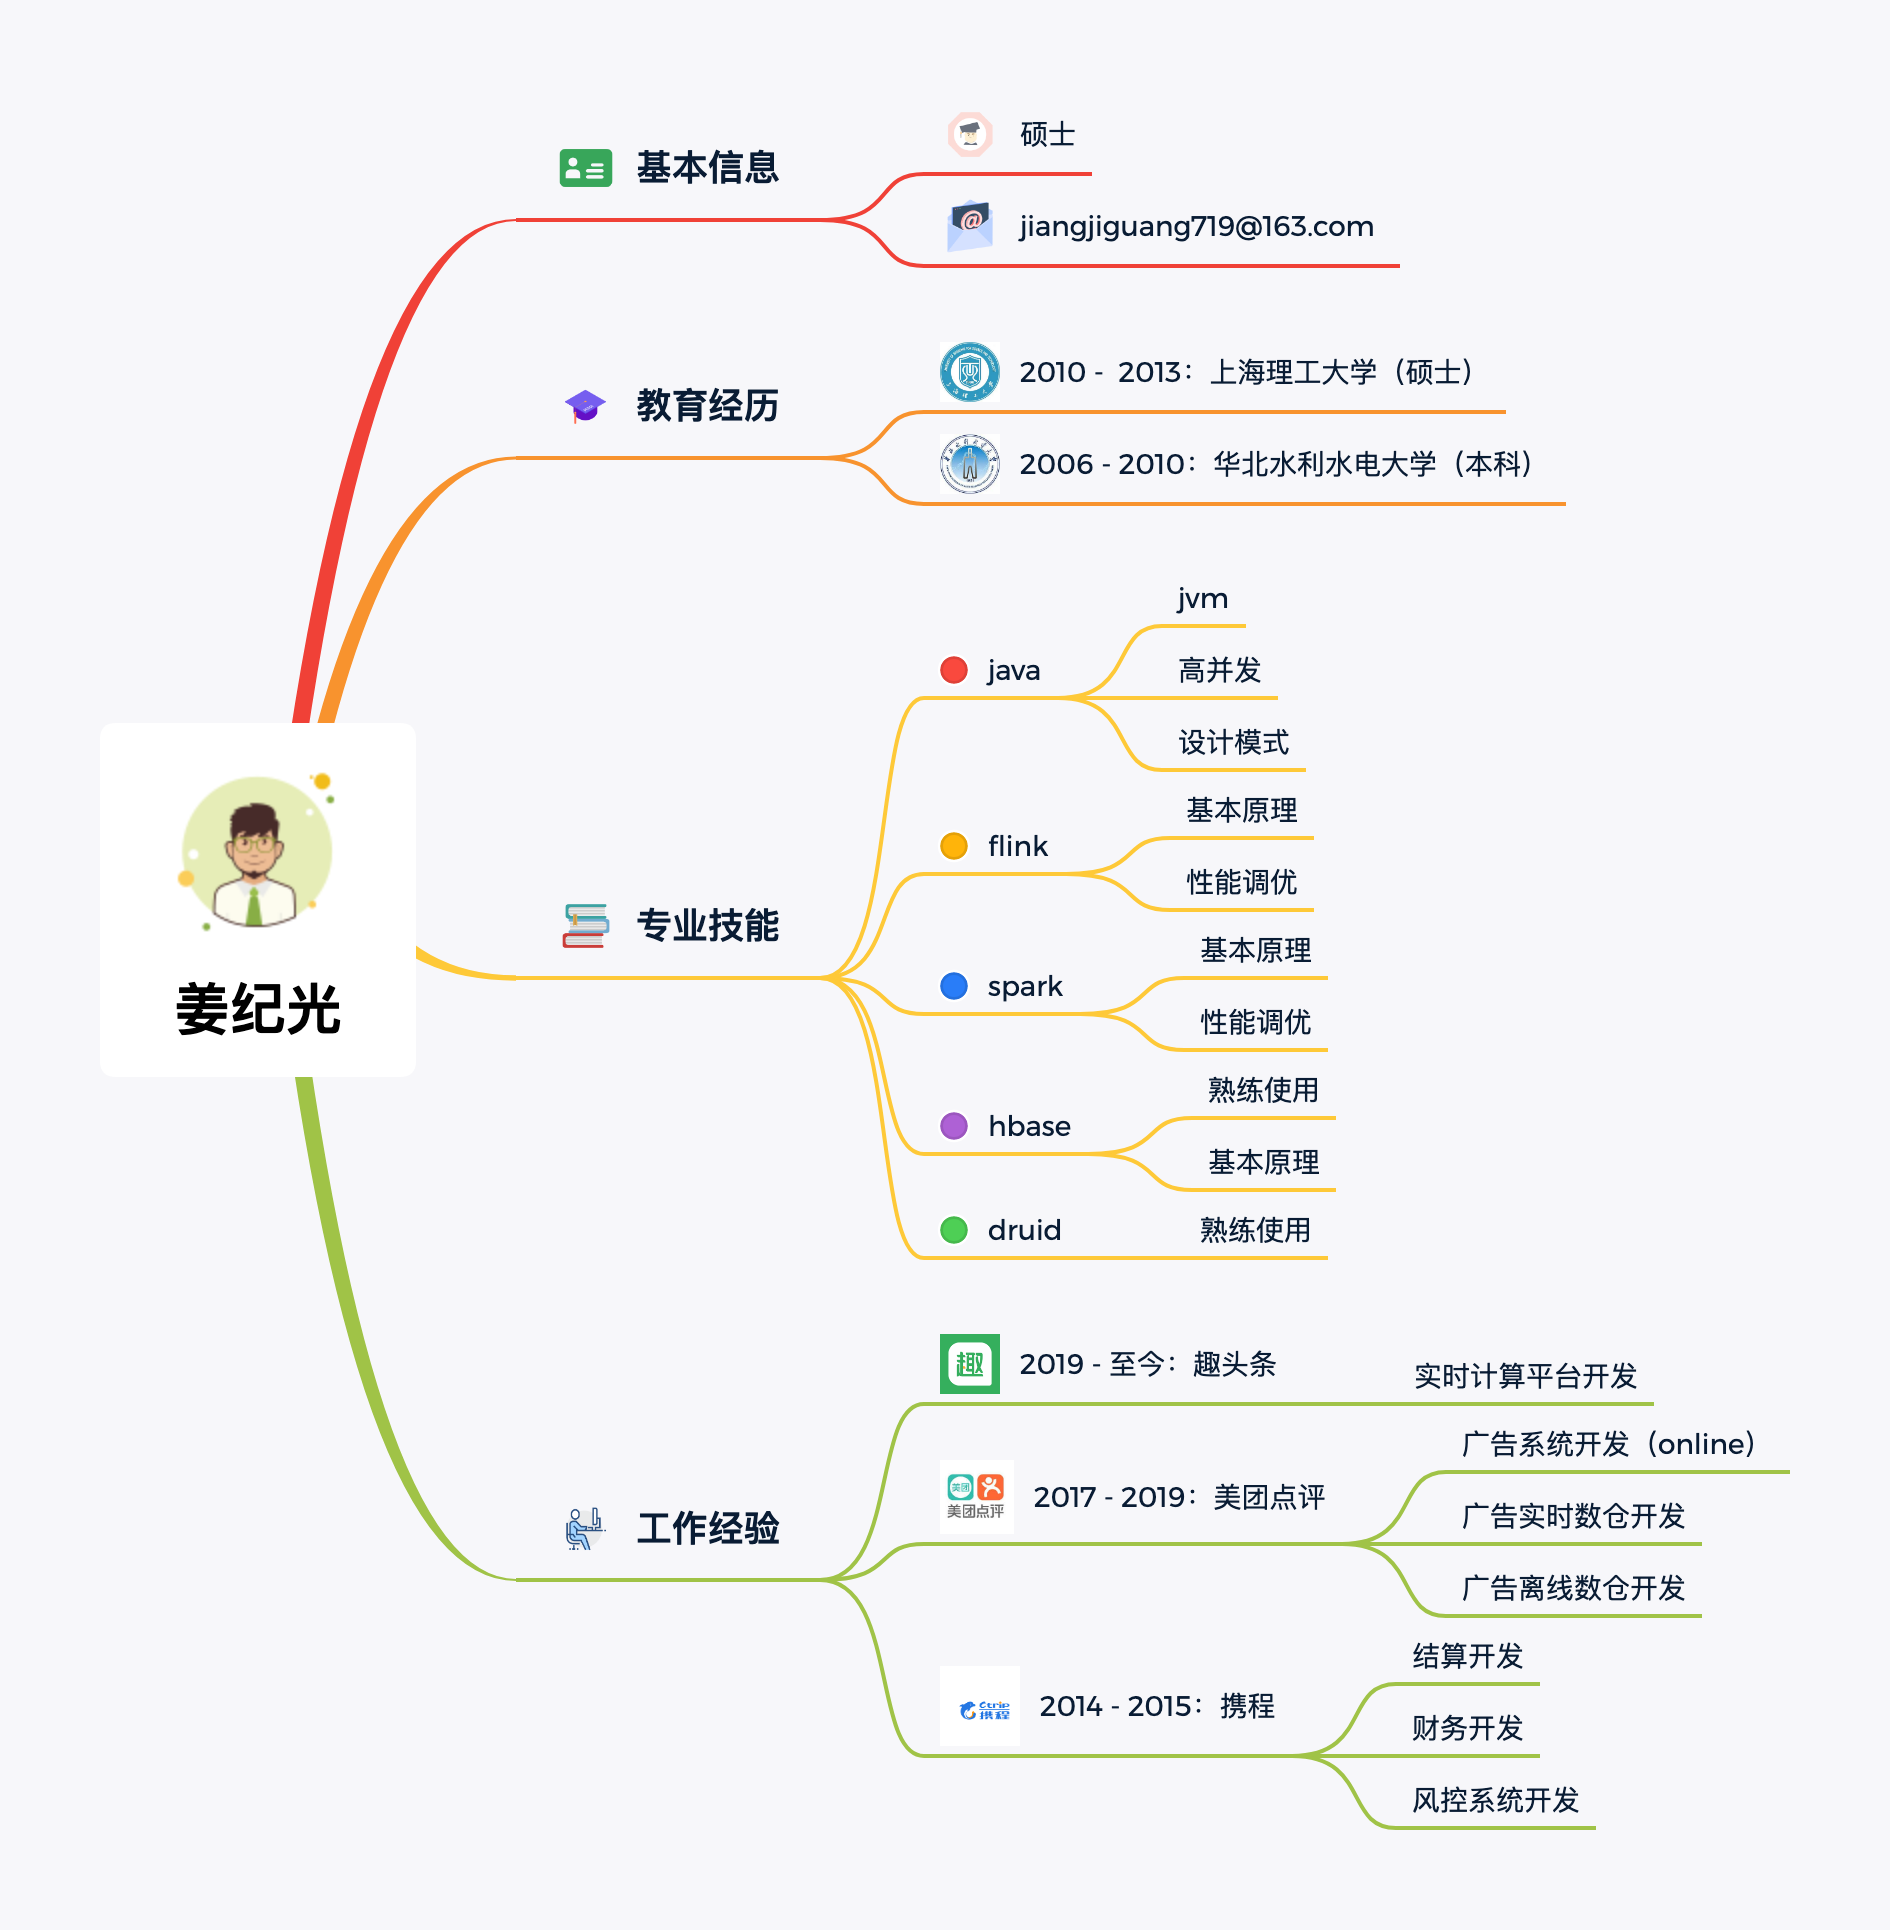 姜纪光
基本信息
硕士
jiangjiguang719@163.com
教育经历
2010 -  2013：上海理工大学（硕士）
2006 - 2010：华北水利水电大学（本科）
专业技能
java
jvm
高并发
设计模式
flink
基本原理
性能调优
spark
基本原理
性能调优
hbase
熟练使用
基本原理
druid
熟练使用
工作经验
趣
2019 - 至今：趣头条
实时计算平台开发
美团
美团点评
2017 - 2019：美团点评
广告系统开发（online）
广告实时数仓开发
广告离线数仓开发
Ctrip
携程
2014 - 2015：携程
结算开发
财务开发
风控系统开发